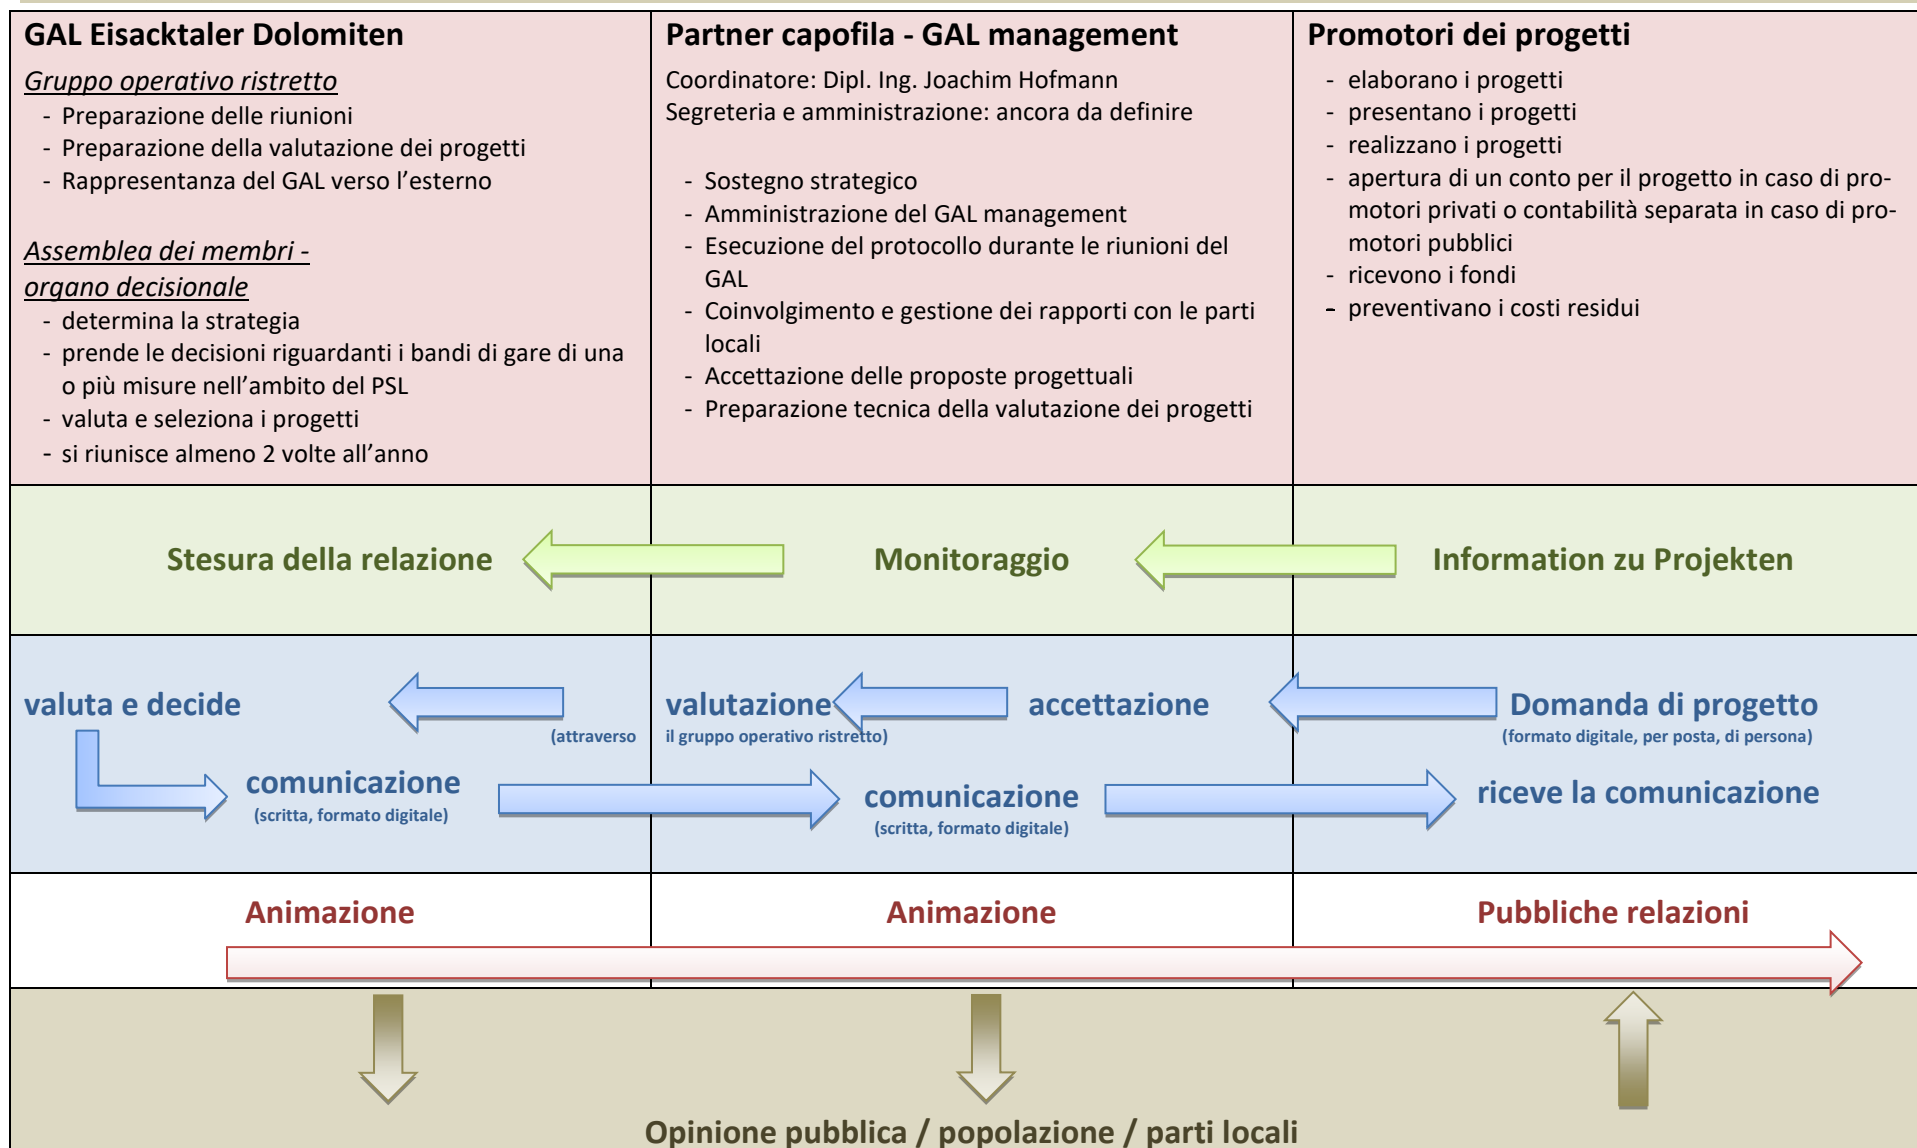 GAL Eisacktaler Dolomiten
Gruppo operativo ristretto
- Preparazione delle riunioni
- Preparazione della valutazione dei progetti
- Rappresentanza del GAL verso l’esterno
Assemblea dei membri -
organo decisionale
- determina la strategia
- prende le decisioni riguardanti i bandi di gare di una
o più misure nell’ambito del PSL
- valuta e seleziona i progetti
- si riunisce almeno 2 volte all’anno
Partner capofila - GAL management
Coordinatore: Dipl. Ing. Joachim Hofmann
Segreteria e amministrazione: ancora da definire
- Sostegno strategico
- Amministrazione del GAL management
- Esecuzione del protocollo durante le riunioni del
GAL
- Coinvolgimento e gestione dei rapporti con le parti
locali
- Accettazione delle proposte progettuali
- Preparazione tecnica della valutazione dei progetti
Promotori dei progetti
- elaborano i progetti
- presentano i progetti
- realizzano i progetti
- apertura di un conto per il progetto in caso di pro-
motori privati o contabilità separata in caso di pro-
motori pubblici
- ricevono i fondi
- preventivano i costi residui
Stesura della relazione
Monitoraggio
Information zu Projekten
valuta e decide
valutazione
accettazione
Domanda di progetto
(attraverso il gruppo operativo ristretto)
(formato digitale, per posta, di persona)
comunicazione
(scritta, formato digitale)
comunicazione
(scritta, formato digitale)
riceve la comunicazione
Animazione
Animazione
Pubbliche relazioni
Opinione pubblica / popolazione / parti locali